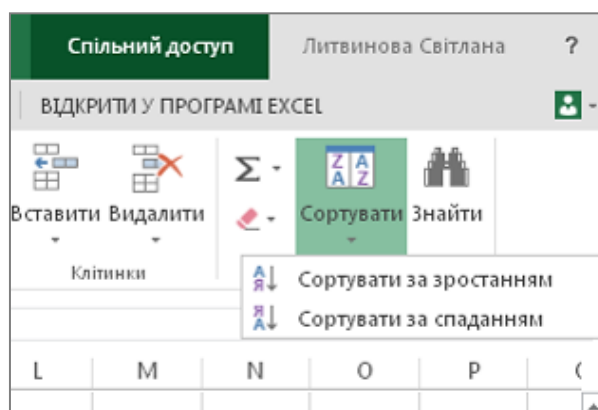 Спільний доступ Литвинова Світлана ?
ВІДКРИТИ У ПРОГРАМІ EXCEL
Σ
Z A
A Z
Вставити Видалити Сортувати Знайти
Клітинки
А
Я
Сортувати за зростанням
Я
А
Сортувати за спаданням
L M N O P